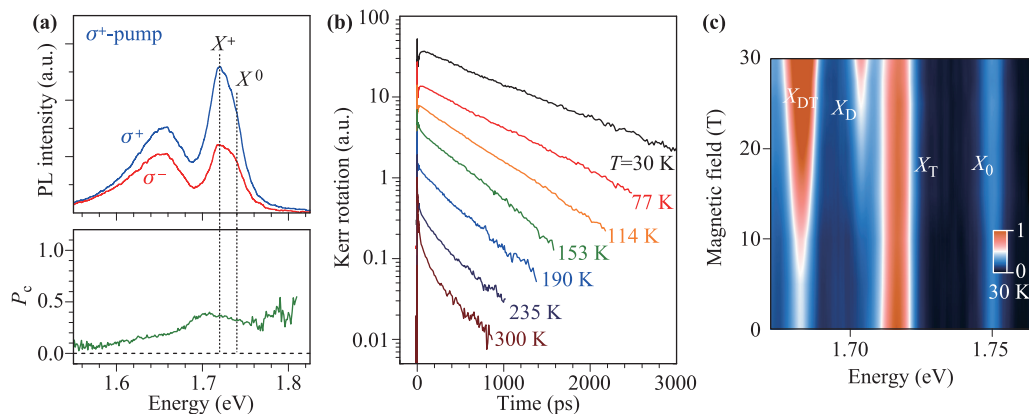 (a)
σ+-pump
X+
X0
σ+
σ−
PL intensity (a.u.)
1.0
0.5
0.0
Pc
1.6
1.7
1.8
Energy (eV)
(b)
100
10
1
0.1
0.01
Kerr rotation (a.u.)
T=30 K
77 K
114 K
153 K
190 K
235 K
300 K
0
1000
2000
3000
Time (ps)
(c)
30
20
10
0
Magnetic field (T)
XDT
XD
XT
X0
1
0
30 K
1.70
1.75
Energy (eV)